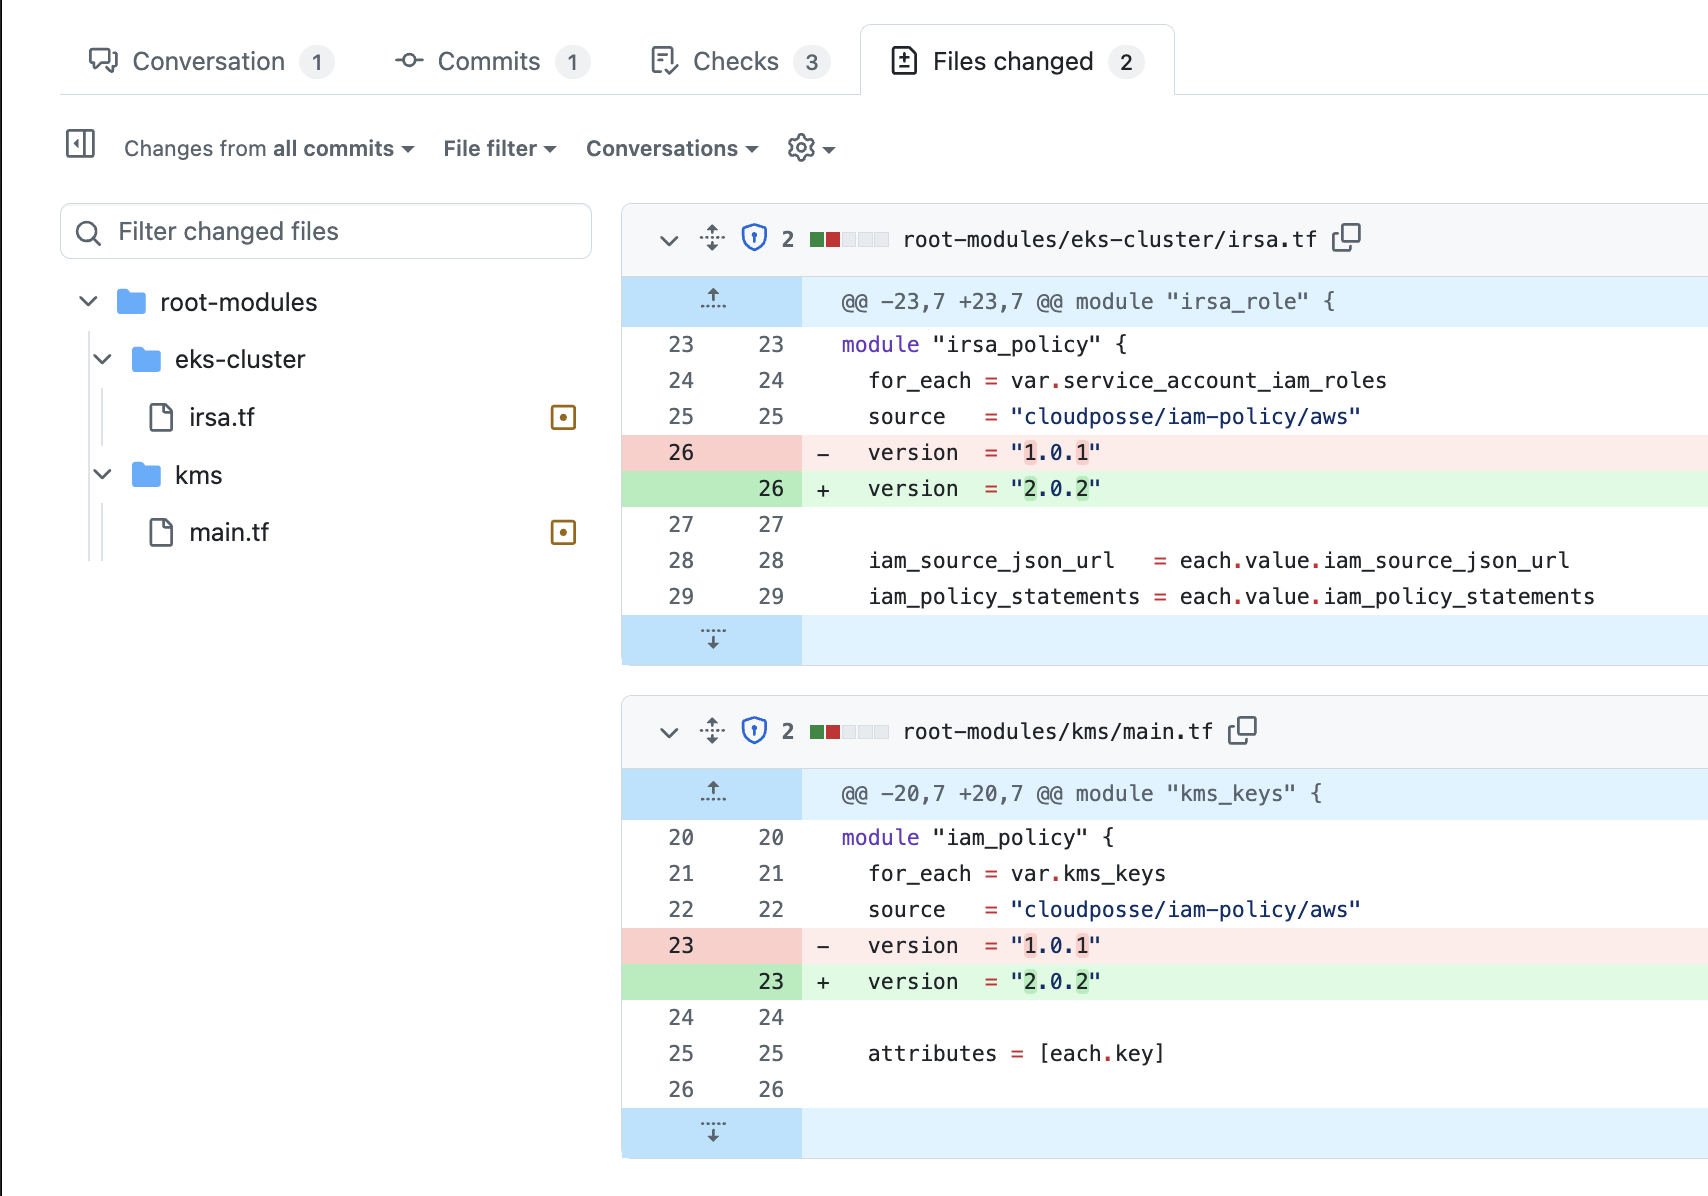 Conversation 1 Commits 1 Checks 3 Files changed 2
Changes from all commits File filter Conversations
Filter changed files
root-modules
eks-cluster
irsa.tf
kms
main.tf
2 root-modules/eks-cluster/irsa.tf
@@ -23,7 +23,7 @@ module "irsa_role" {
23 23 module "irsa_policy" {
24 24 for_each = var.service_account_iam_roles
25 25 source = "cloudposse/iam-policy/aws"
26 - version = "1.0.1"
26 + version = "2.0.2"
27 27
28 28 iam_source_json_url = each.value.iam_source_json_url
29 29 iam_policy_statements = each.value.iam_policy_statements
2 root-modules/kms/main.tf
@@ -20,7 +20,7 @@ module "kms_keys" {
20 20 module "iam_policy" {
21 21 for_each = var.kms_keys
22 22 source = "cloudposse/iam-policy/aws"
23 - version = "1.0.1"
23 + version = "2.0.2"
24 24
25 25 attributes = [each.key]
26 26